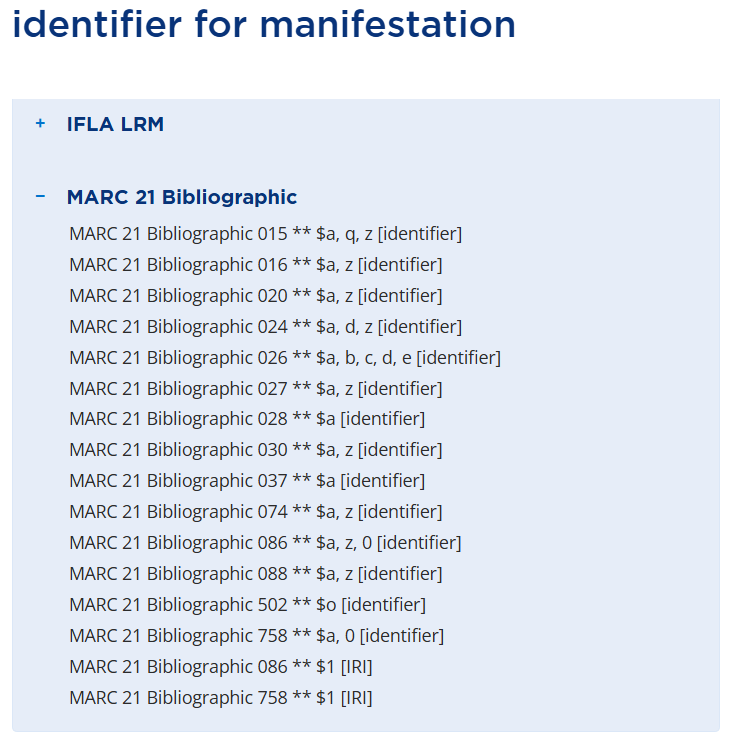 identifier for manifestation
+ IFLA LRM
− MARC 21 Bibliographic
MARC 21 Bibliographic 015 ** $a, q, z [identifier]
MARC 21 Bibliographic 016 ** $a, z [identifier]
MARC 21 Bibliographic 020 ** $a, z [identifier]
MARC 21 Bibliographic 024 ** $a, d, z [identifier]
MARC 21 Bibliographic 026 ** $a, b, c, d, e [identifier]
MARC 21 Bibliographic 027 ** $a, z [identifier]
MARC 21 Bibliographic 028 ** $a [identifier]
MARC 21 Bibliographic 030 ** $a, z [identifier]
MARC 21 Bibliographic 037 ** $a [identifier]
MARC 21 Bibliographic 074 ** $a, z [identifier]
MARC 21 Bibliographic 086 ** $a, z, 0 [identifier]
MARC 21 Bibliographic 088 ** $a, z [identifier]
MARC 21 Bibliographic 502 ** $o [identifier]
MARC 21 Bibliographic 758 ** $a, 0 [identifier]
MARC 21 Bibliographic 086 ** $1 [IRI]
MARC 21 Bibliographic 758 ** $1 [IRI]